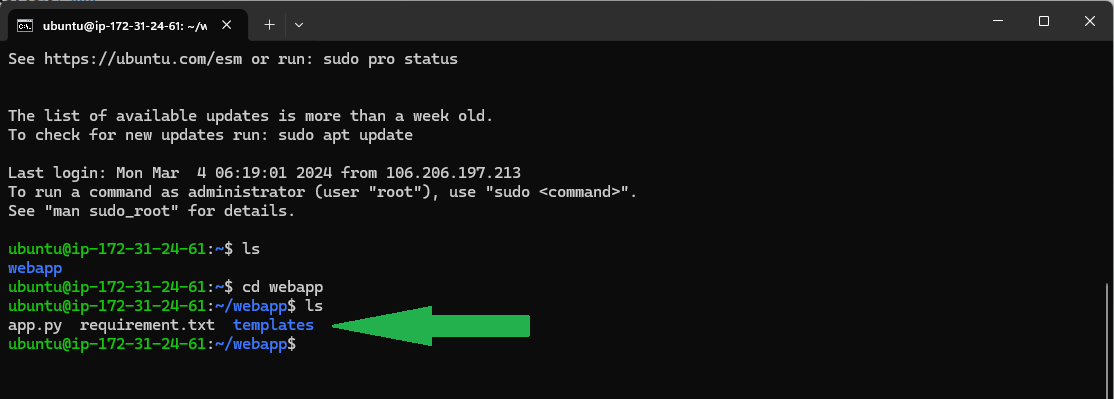 ubuntu@ip-172-31-24-61: ~/w
See https://ubuntu.com/esm or run: sudo pro status
The list of available updates is more than a week old.
To check for new updates run: sudo apt update
Last login: Mon Mar  4 06:19:01 2024 from 106.206.197.213
To run a command as administrator (user "root"), use "sudo <command>".
See "man sudo_root" for details.
ubuntu@ip-172-31-24-61:~$ ls
webapp
ubuntu@ip-172-31-24-61:~$ cd webapp
ubuntu@ip-172-31-24-61:~/webapp$ ls
app.py  requirement.txt  templates
ubuntu@ip-172-31-24-61:~/webapp$